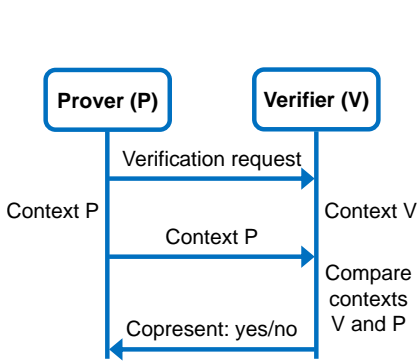 Prover (P)
Verifier (V)
Verification request
Context P
Context V
Context P
Compare
contexts
V and P
Copresent: yes/no